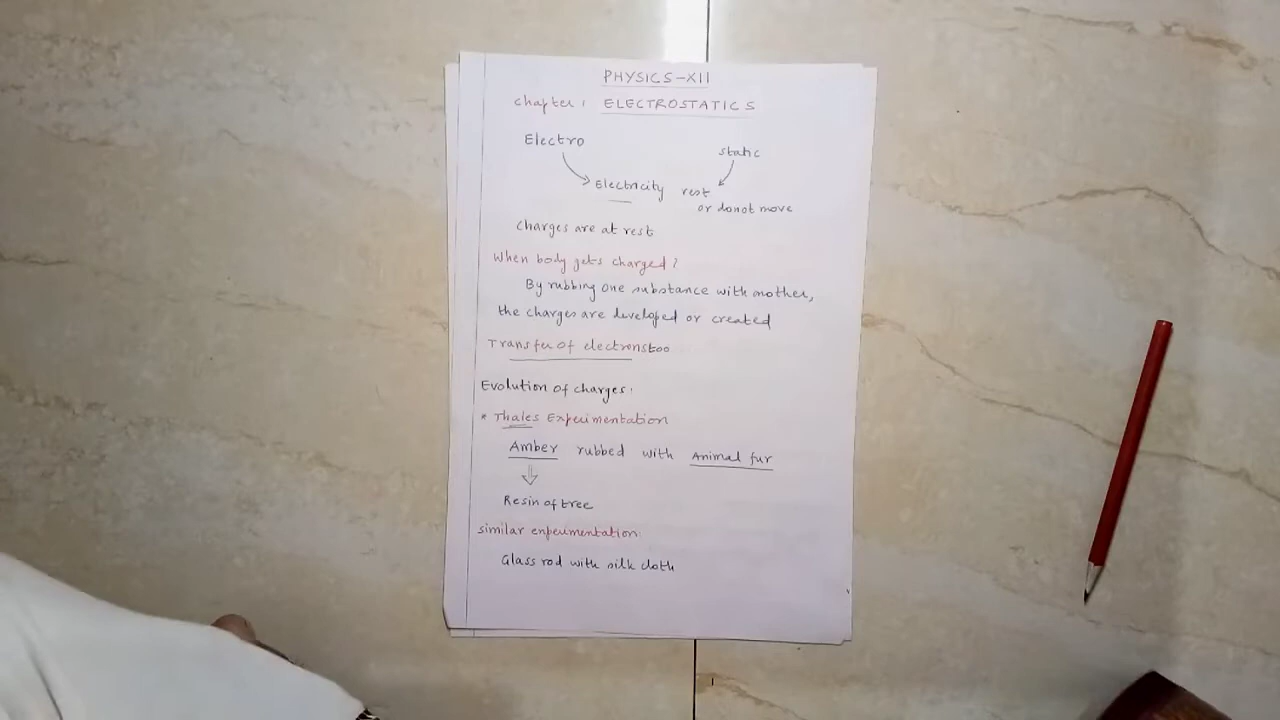 PHYSICS-XII
Chapter 1 ELECTROSTATICS
Electro static
Electricity rest
or donot move
Charges are at rest
When body gets charged?
By rubbing one substance with another,
the charges are developed or created
Transfer of electrons
Evolution of charges:
* Thales Experimentation
Amber rubbed with Animal fur
Resin of tree
similar experimentation
Glass rod with silk cloth